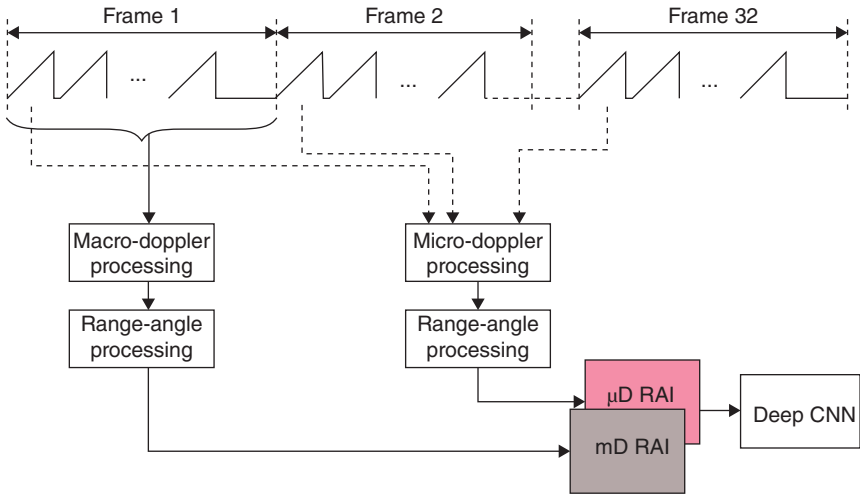 Frame 1
Frame 2
Frame 32
...
...
...
Macro-doppler
processing
Micro-doppler
processing
Range-angle
processing
Range-angle
processing
μD RAI
mD RAI
Deep CNN